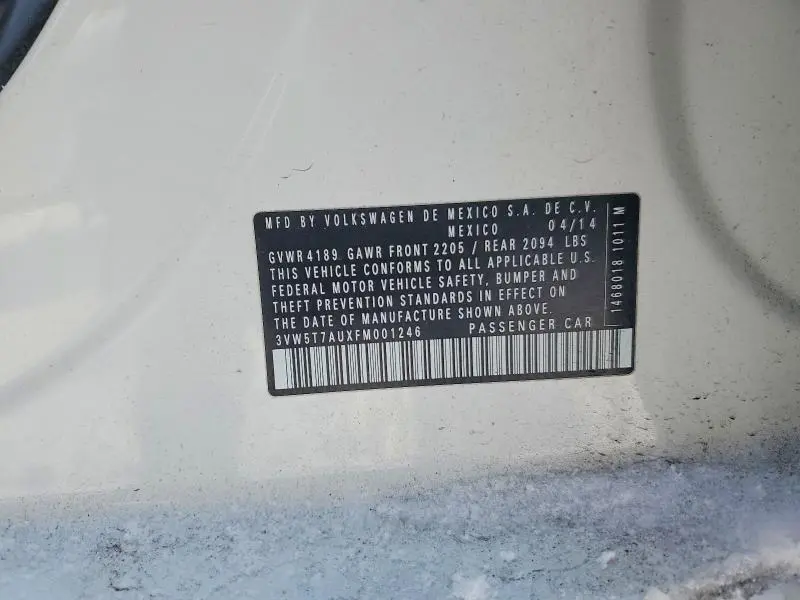 MFD BY VOLKSWAGEN DE MEXICO S.A. DE C.V.
MEXICO 04/14
GVWR 4189 GAWR FRONT 2205 / REAR 2094 LBS
THIS VEHICLE CONFORMS TO ALL APPLICABLE U.S.
FEDERAL MOTOR VEHICLE SAFETY, BUMPER AND
THEFT PREVENTION STANDARDS IN EFFECT ON
THE DATE OF MANUFACTURE SHOWN ABOVE.
3VW5T7AUXFM001246 PASSENGER CAR
1468018 1011 M